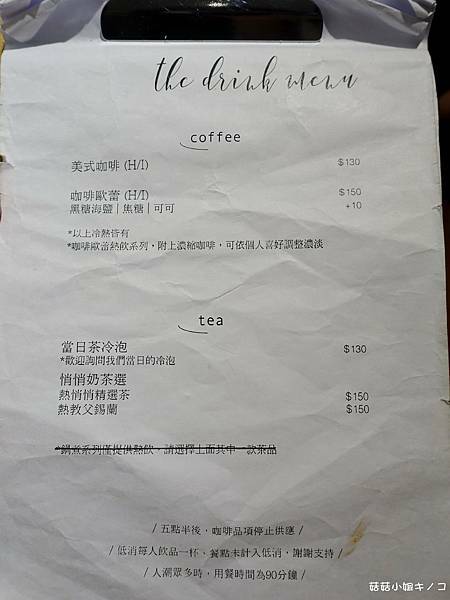 the drink menu
coffee
美式咖啡 (H/I) $130
咖啡歐蕾 (H/I) $150
黑糖海鹽 | 焦糖 | 可可 +10
*以上冷熱皆有
*咖啡歐蕾熱飲系列，附上濃縮咖啡，可依個人喜好調整濃淡
tea
當日茶冷泡 $130
*歡迎詢問我們當日的冷泡
悄悄奶茶選
熱悄悄精選茶 $150
熱教父錫蘭 $150
*鍋煮系列僅提供熱飲，請選擇上面其中一款茶品
/ 五點半後，咖啡品項停止供應 /
/ 低消每人飲品一杯、餐點未計入低消，謝謝支持 /
/ 人潮眾多時，用餐時間為90分鐘 /
菇菇小姐キノコ